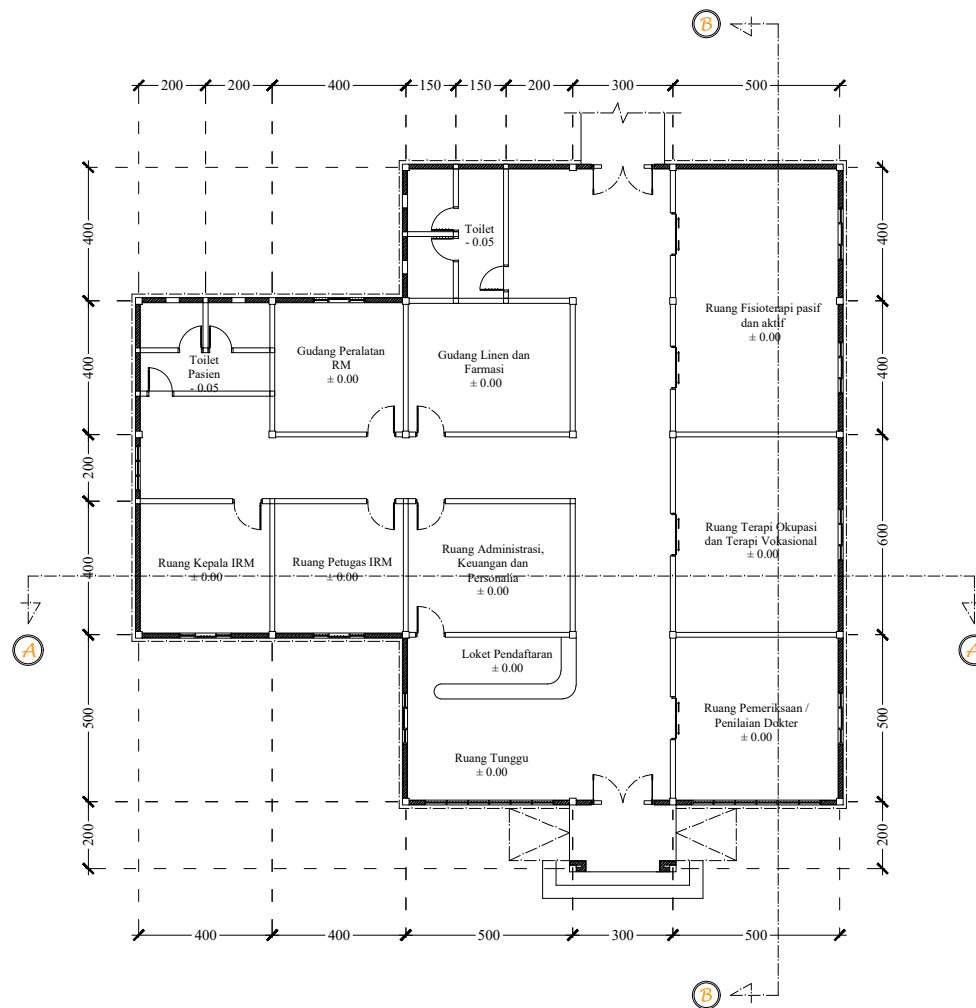 B
200 200 400 150 150 200 300 500
400
400
200
400
500
200
400
400
600
500
200
Toilet
- 0.05
Ruang Fisioterapi pasif
dan aktif
± 0.00
Gudang Peralatan
RM
± 0.00
Gudang Linen dan
Farmasi
± 0.00
Toilet
Pasien
- 0.05
Ruang Terapi Okupasi
dan Terapi Vokasional
± 0.00
Ruang Kepala IRM
± 0.00
Ruang Petugas IRM
± 0.00
Ruang Administrasi,
Keuangan dan
Personalia
± 0.00
A
A
Loket Pendaftaran
± 0.00
Ruang Pemeriksaan /
Penilaian Dokter
± 0.00
Ruang Tunggu
± 0.00
400 400 500 300 500
B